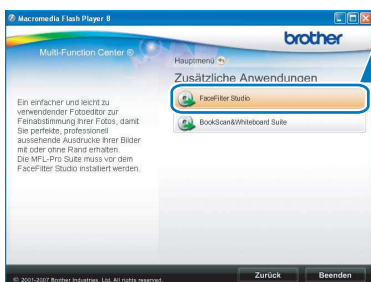 Macromedia Flash Player 8
brother
Multi-Function Center ®
Hauptmenü
Zusätzliche Anwendungen
FaceFilter Studio
BookScan&Whiteboard Suite
Ein einfacher und leicht zu
verwendender Fotoeditor zur
Feinabstimmung Ihrer Fotos, damit
Sie perfekte, professionell
aussehende Ausdrucke Ihrer Bilder
mit oder ohne Rand erhalten.
Die MFL-Pro Suite muss vor dem
FaceFilter Studio installiert werden.
© 2001-2007 Brother Industries, Ltd. All rights reserved.
Zurück
Beenden